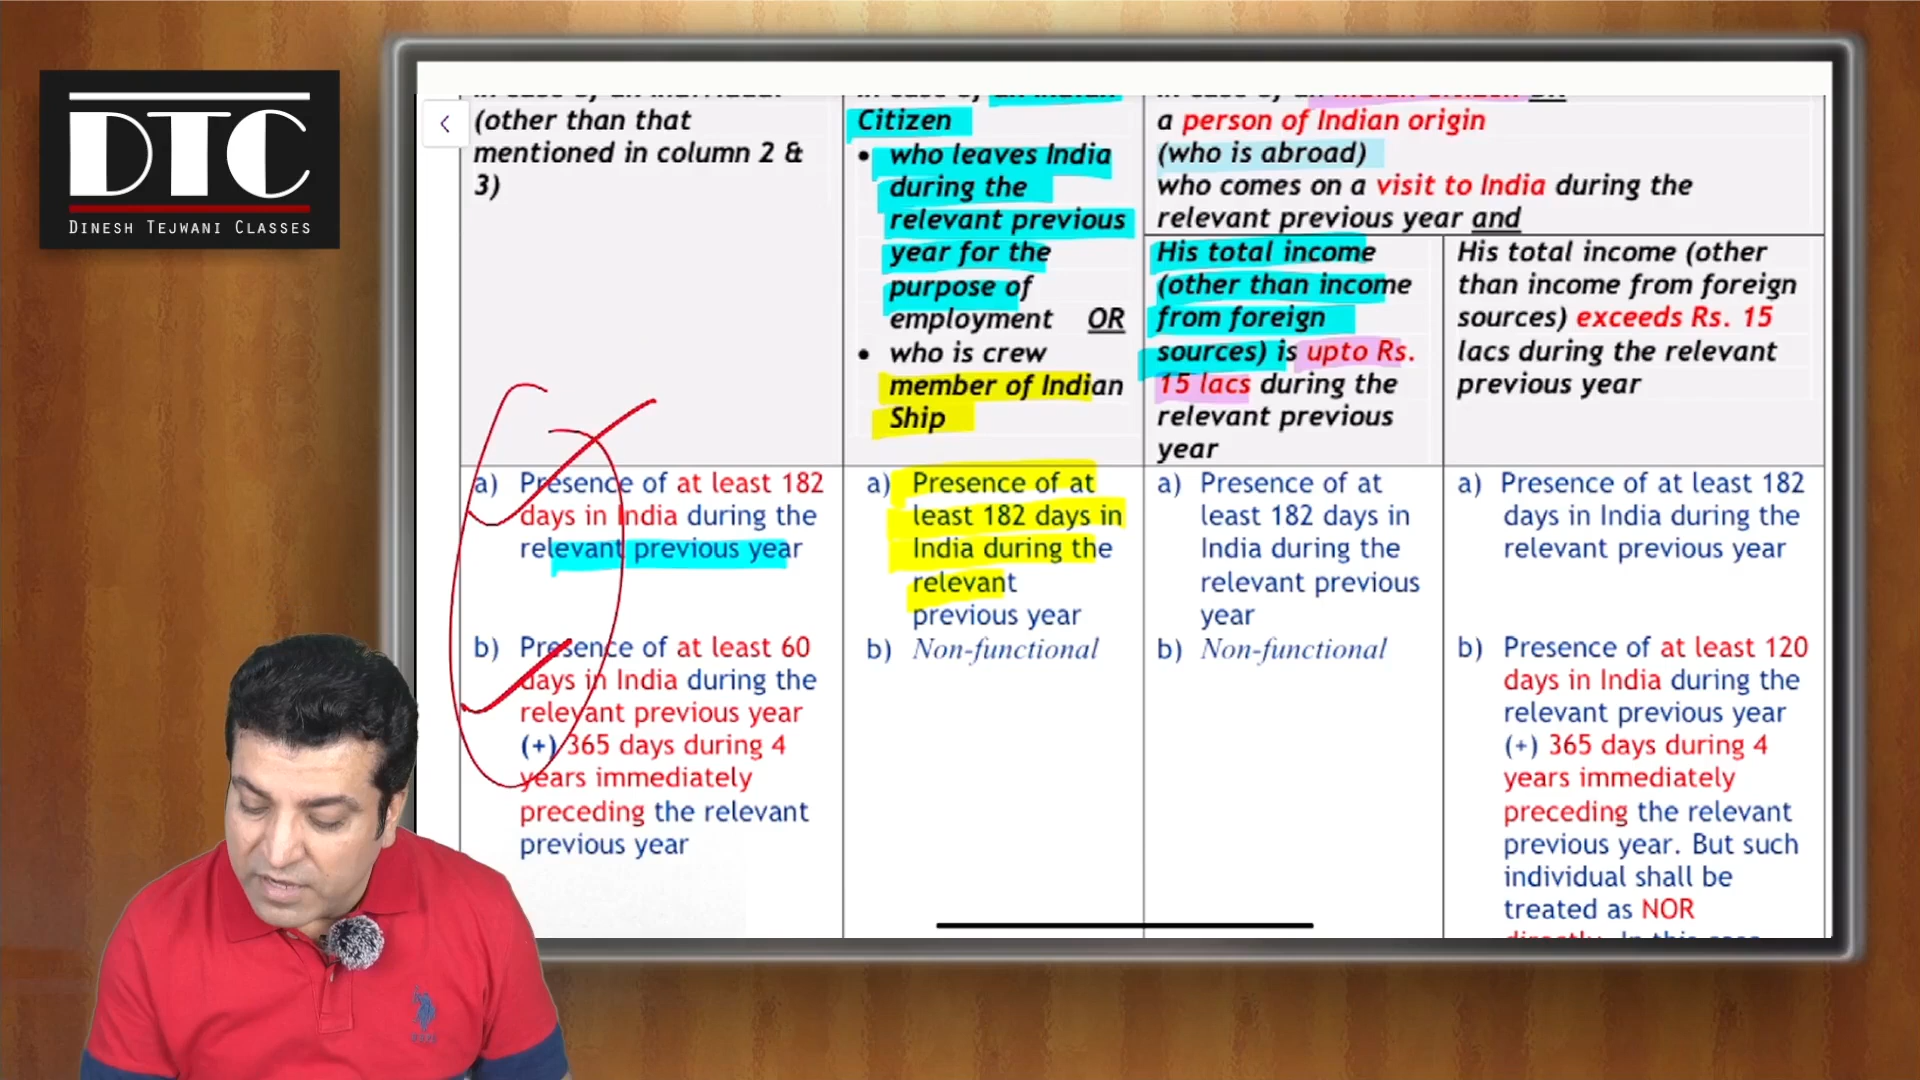 DTC
DINESH TEJWANI CLASSES
<
(other than that
mentioned in column 2 &
3)
Citizen
• who leaves India
during the
relevant previous
year for the
purpose of
employment OR
• who is crew
member of Indian
Ship
a person of Indian origin
(who is abroad)
who comes on a visit to India during the
relevant previous year and
His total income
(other than income
from foreign
sources) is upto Rs.
15 lacs during the
relevant previous
year
His total income (other
than income from foreign
sources) exceeds Rs. 15
lacs during the relevant
previous year
a) Presence of at least 182
days in India during the
relevant previous year
b) Presence of at least 60
days in India during the
relevant previous year
(+) 365 days during 4
years immediately
preceding the relevant
previous year
a) Presence of at
least 182 days in
India during the
relevant
previous year
b) Non-functional
a) Presence of at
least 182 days in
India during the
relevant previous
year
b) Non-functional
a) Presence of at least 182
days in India during the
relevant previous year
b) Presence of at least 120
days in India during the
relevant previous year
(+) 365 days during 4
years immediately
preceding the relevant
previous year. But such
individual shall be
treated as NOR